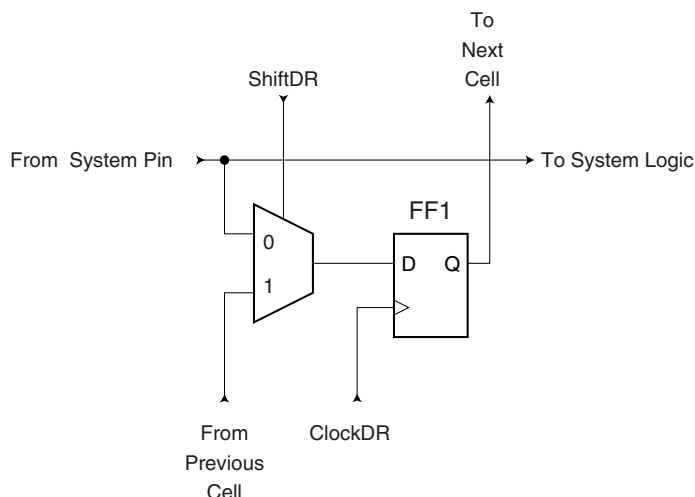 To
Next
Cell
ShiftDR
From System Pin
To System Logic
FF1
0
1
D
Q
From
Previous
Cell
ClockDR